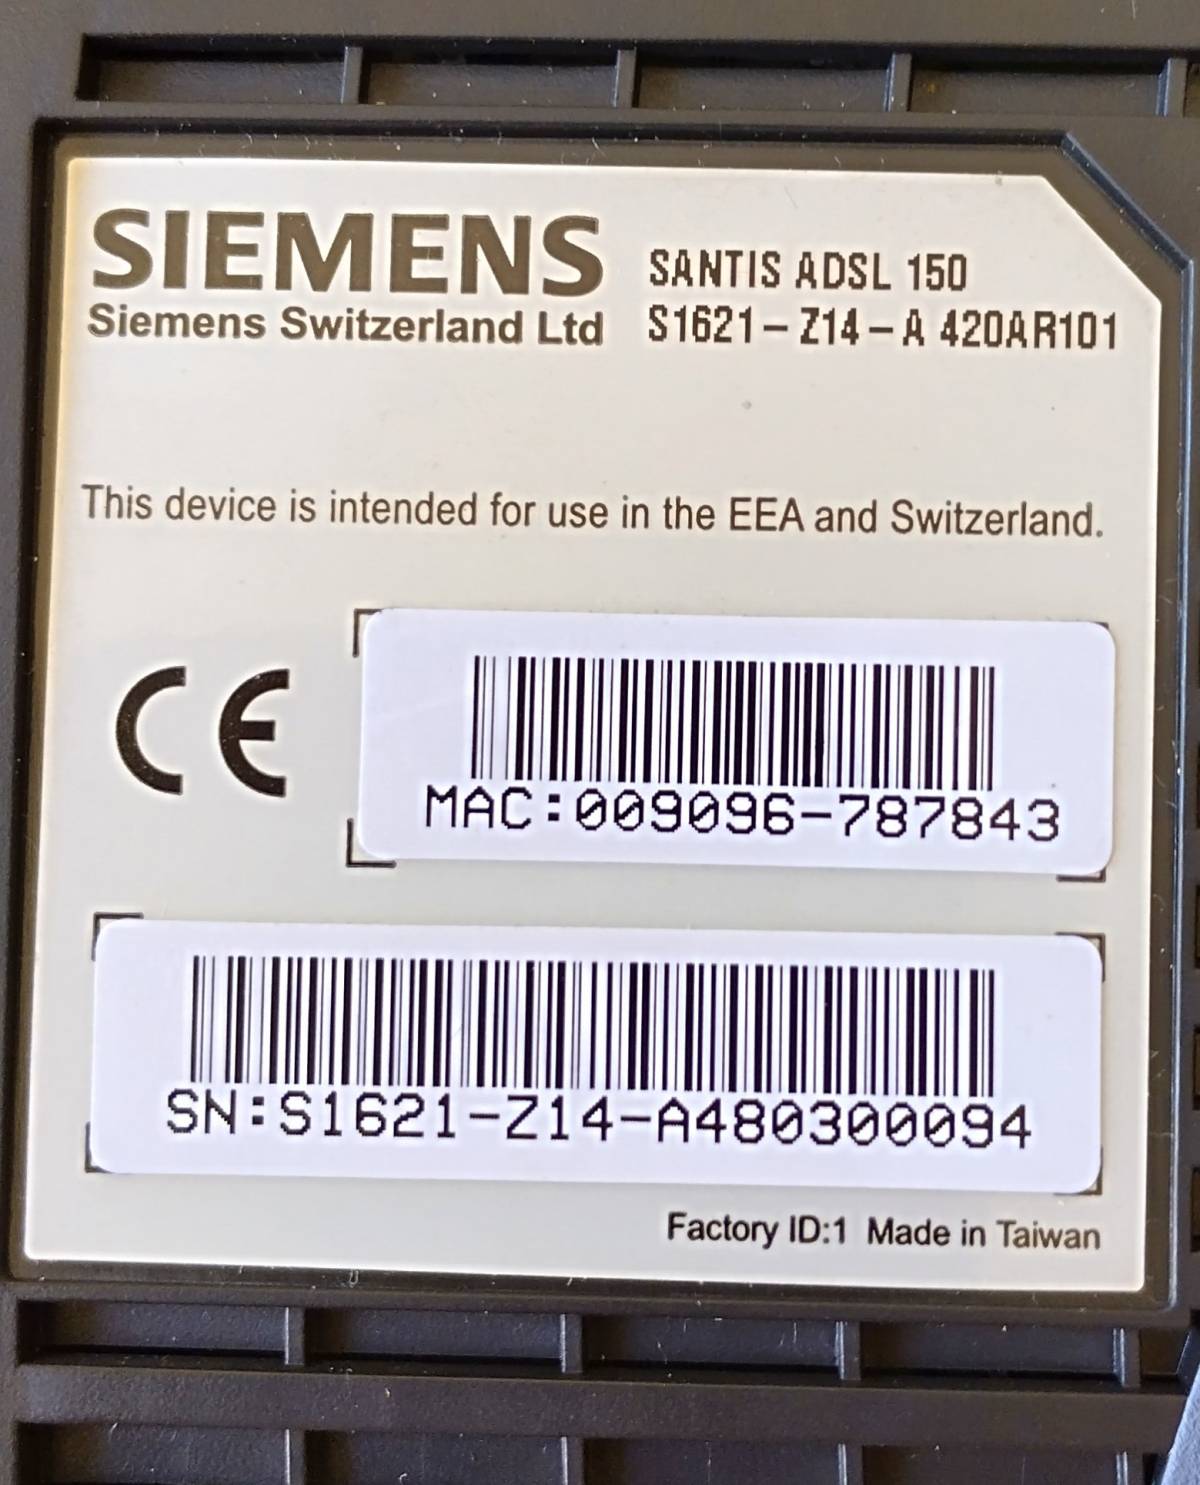 SIEMENS
Siemens Switzerland Ltd
SANTIS ADSL 150
S1621-Z14-A 420AR101
This device is intended for use in the EEA and Switzerland.
CE
MAC:009096-787843
SN:S1621-Z14-A480300094
Factory ID:1 Made in Taiwan